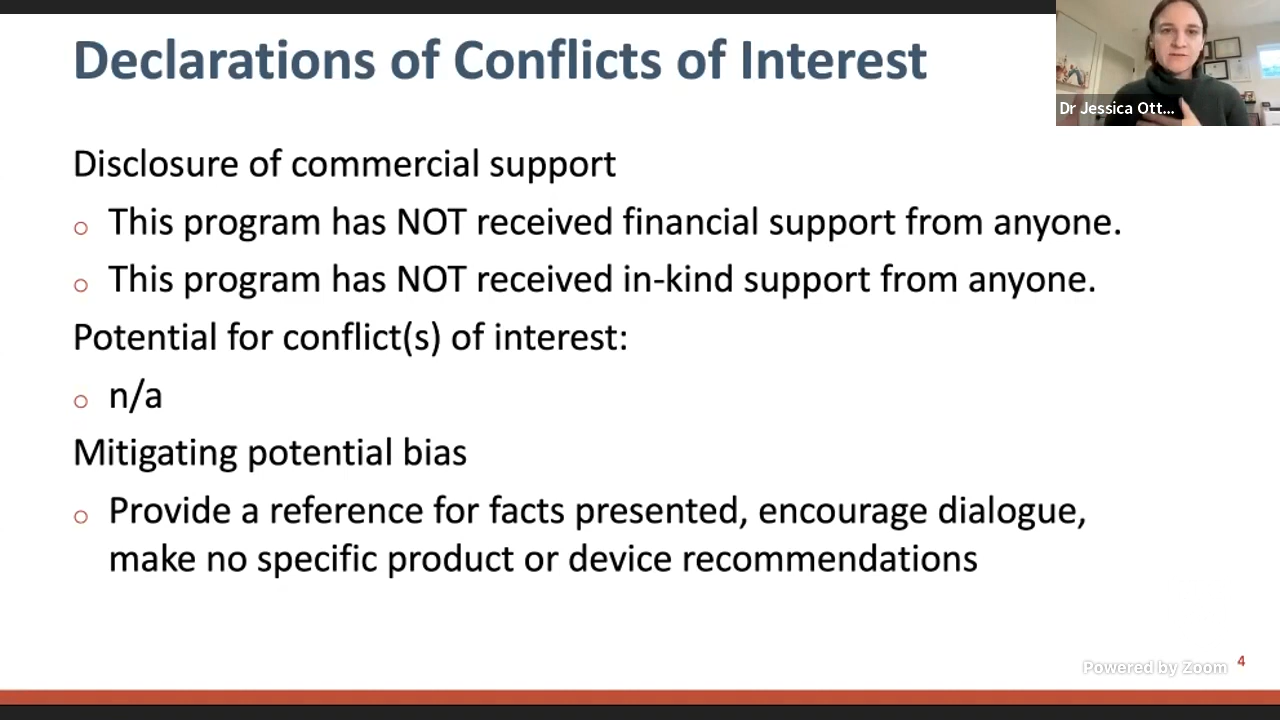 Declarations of Conflicts of Interest
Dr Jessica Ott...
Disclosure of commercial support
○ This program has NOT received financial support from anyone.
○ This program has NOT received in-kind support from anyone.
Potential for conflict(s) of interest:
○ n/a
Mitigating potential bias
○ Provide a reference for facts presented, encourage dialogue,
make no specific product or device recommendations
Powered by Zoom
4